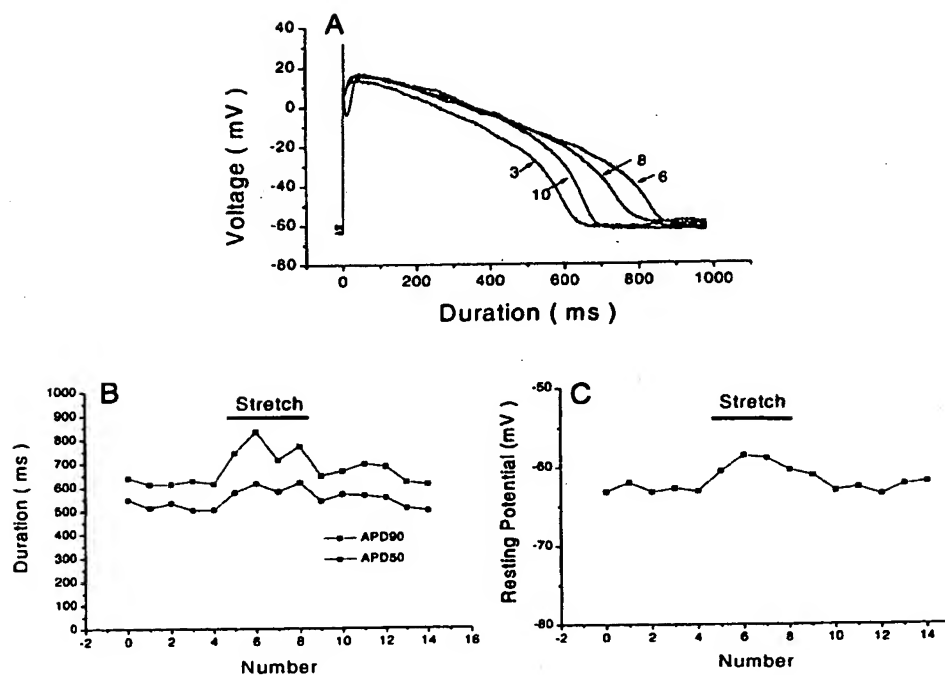 A
40
20
0
-20
-40
-60
-80
Voltage ( mV )
3
10
8
6
0 200 400 600 800 1000
Duration ( ms )
B
Stretch
1000
900
800
700
600
500
400
300
200
100
0
Duration ( ms )
APD90
APD50
-2 0 2 4 6 8 10 12 14 16
Number
C
Stretch
-50
-60
-70
-80
Resting Potential (mV)
-2 0 2 4 6 8 10 12 14
Number